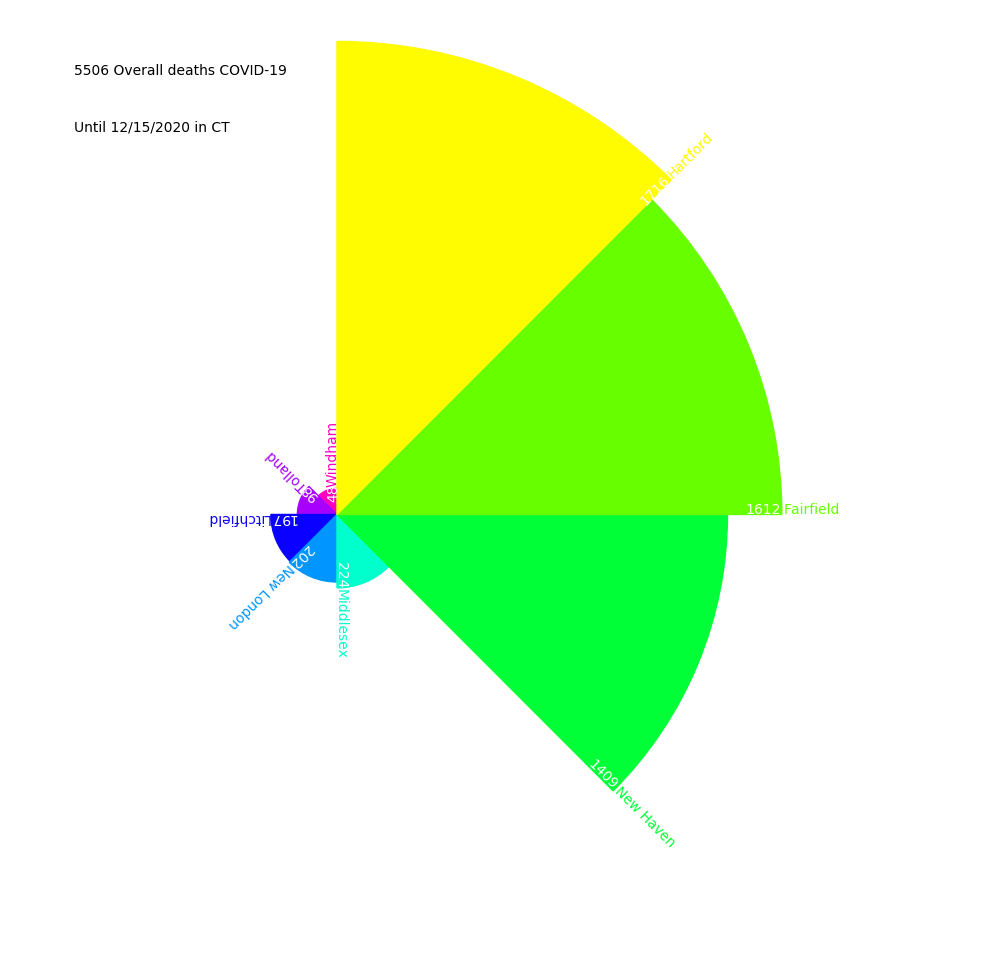 5506 Overall deaths COVID-19
Until 12/15/2020 in CT
1716 Hartford
1612 Fairfield
1409 New Haven
224 Middlesex
202 New London
197 Litchfield
98 Tolland
48 Windham